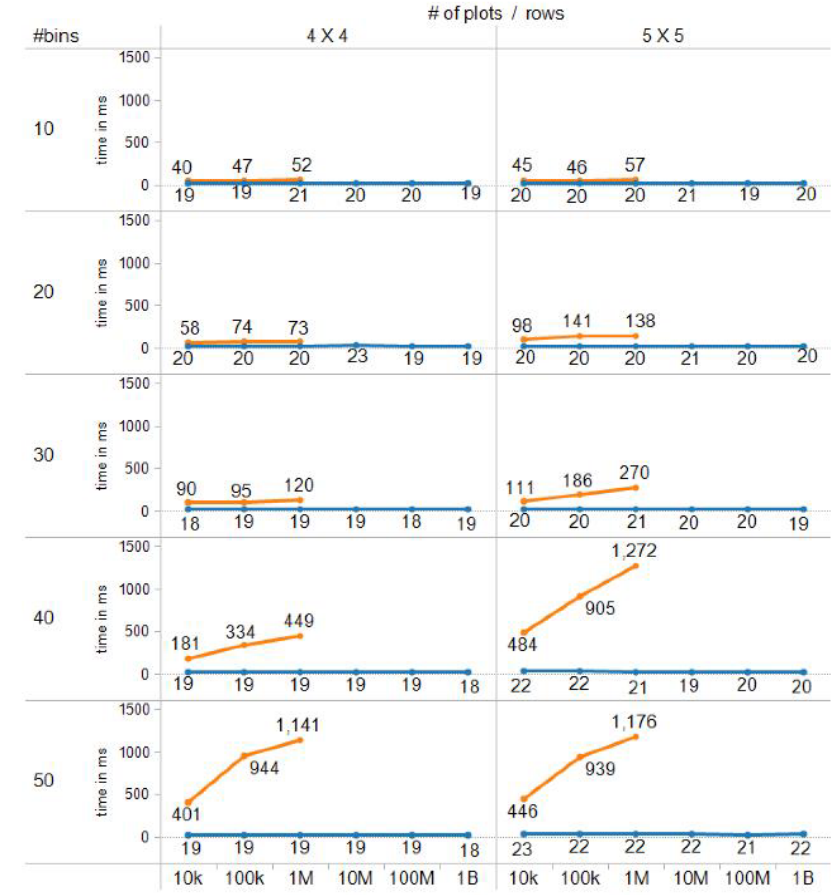 # of plots / rows
#bins 4 X 4 5 X 5
1500
1000
500
0
time in ms
10
40 47 52
19 19 21 20 20 19
45 46 57
20 20 20 21 19 20
1500
1000
500
0
time in ms
20
58 74 73
20 20 20 23 19 19
98 141 138
20 20 20 21 20 20
1500
1000
500
0
time in ms
30
90 95 120
18 19 19 19 18 19
111 186 270
20 20 21 20 20 19
1500
1000
500
0
time in ms
40
181 334 449
19 19 19 19 19 18
484 905 1,272
22 22 21 19 20 20
1500
1000
500
0
time in ms
50
401 944 1,141
19 19 19 19 19 18
446 939 1,176
23 22 22 22 21 22
10k 100k 1M 10M 100M 1B 10k 100k 1M 10M 100M 1B